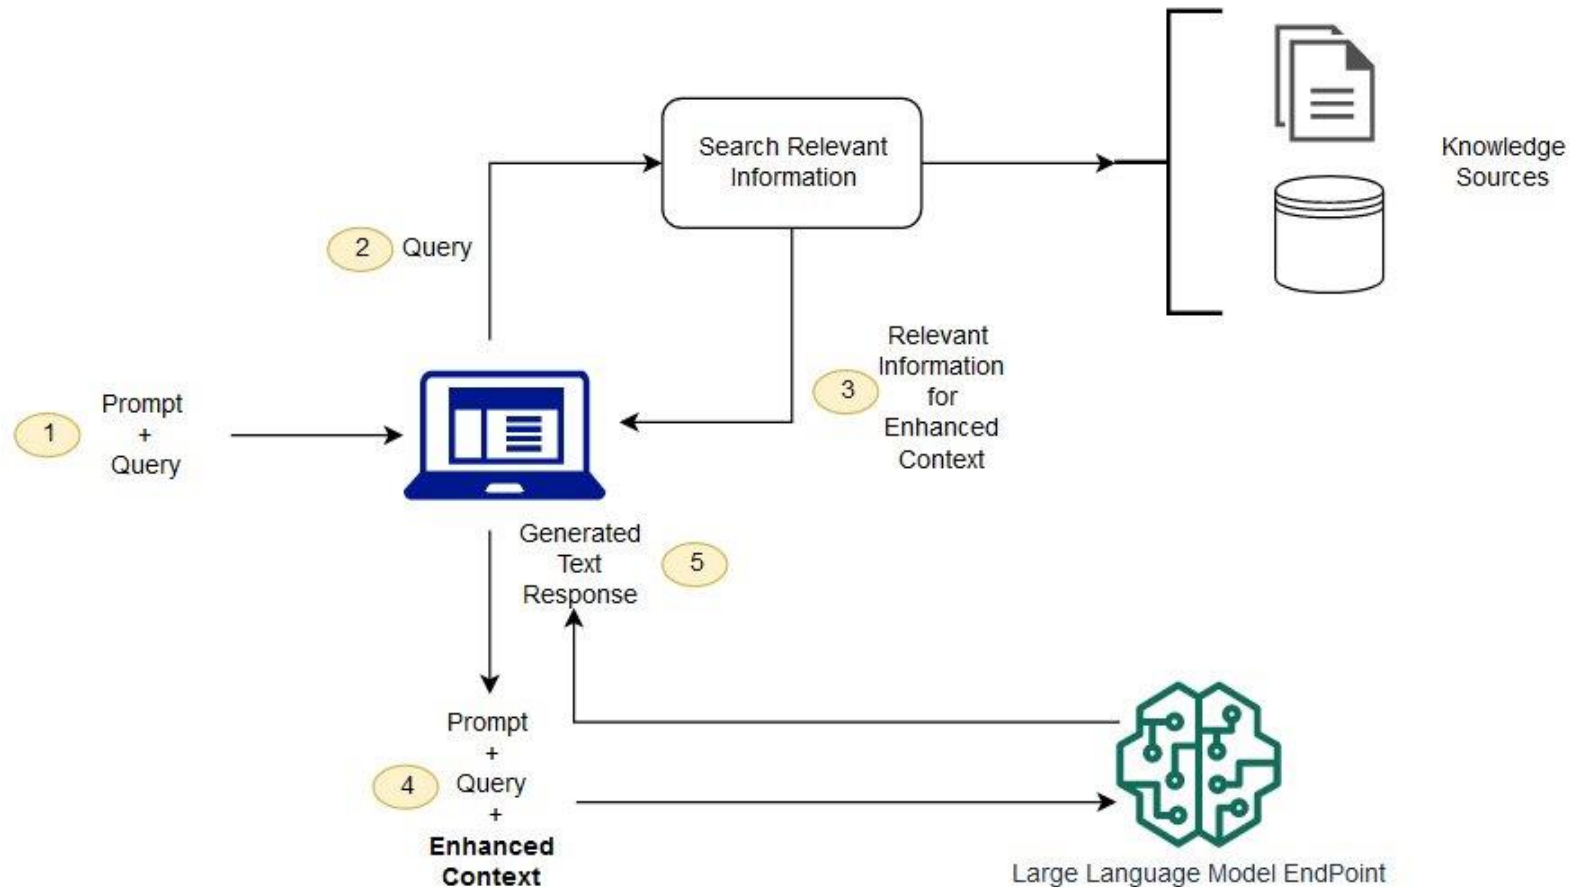 Search Relevant
Information
Knowledge
Sources
2
Query
Relevant
Information
for
Enhanced
Context
3
1
Prompt
+
Query
Generated
Text
Response
5
Prompt
+
Query
+
Enhanced
Context
4
Large Language Model EndPoint